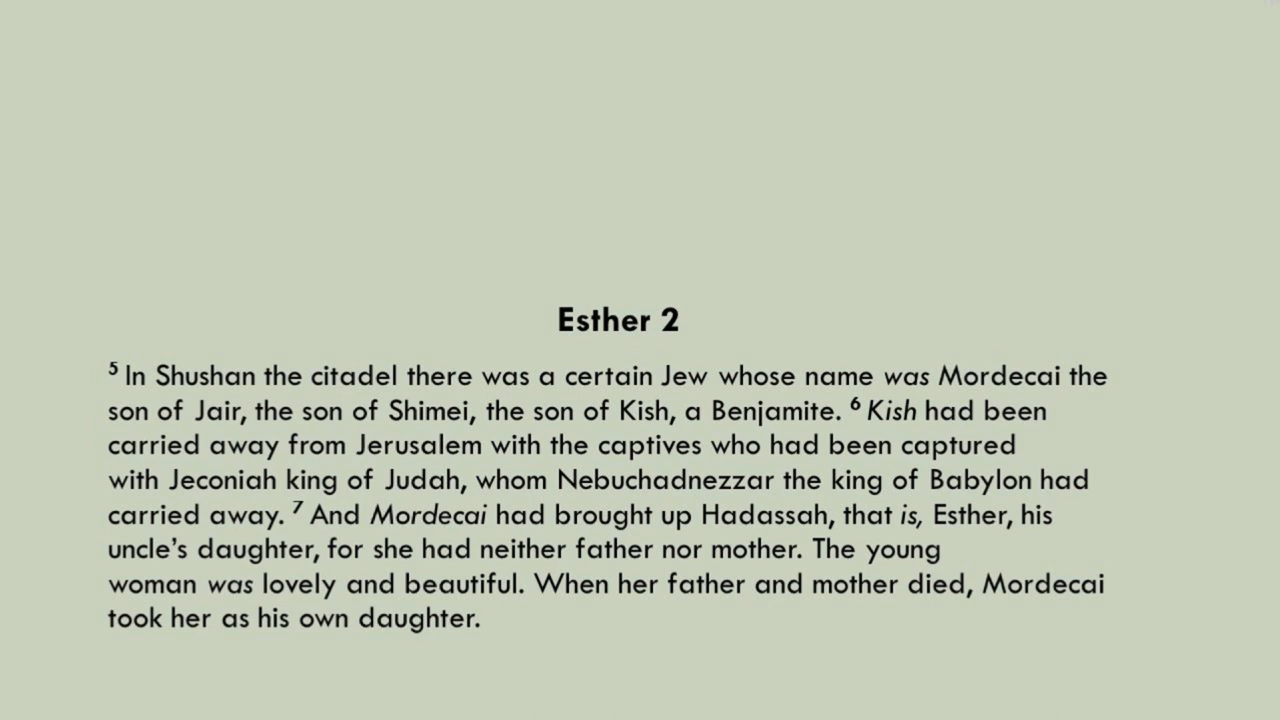 Esther 2
⁵ In Shushan the citadel there was a certain Jew whose name was Mordecai the
son of Jair, the son of Shimei, the son of Kish, a Benjamite. ⁶ Kish had been
carried away from Jerusalem with the captives who had been captured
with Jeconiah king of Judah, whom Nebuchadnezzar the king of Babylon had
carried away. ⁷ And Mordecai had brought up Hadassah, that is, Esther, his
uncle’s daughter, for she had neither father nor mother. The young
woman was lovely and beautiful. When her father and mother died, Mordecai
took her as his own daughter.